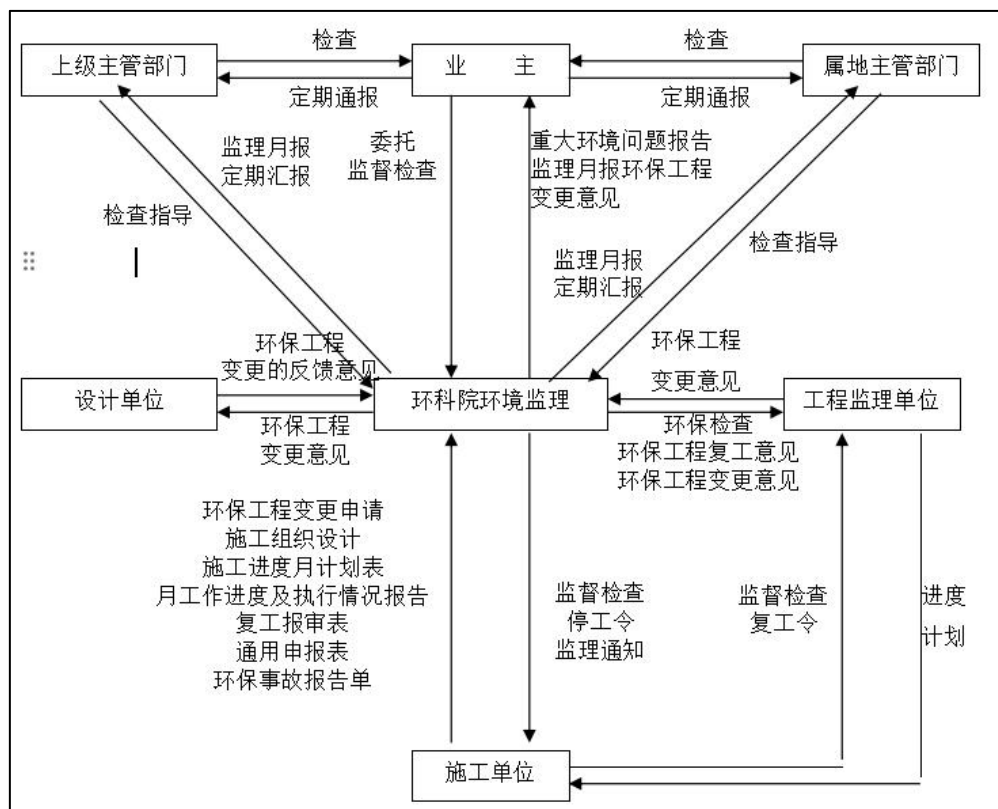 检查
检查
上级主管部门
业 主
属地主管部门
定期通报
定期通报
监理月报
定期汇报
委托
监督检查
重大环境问题报告
监理月报环保工程
变更意见
检查指导
检查指导
监理月报
定期汇报
环保工程
变更的反馈意见
环保工程
变更意见
设计单位
环科院环境监理
工程监理单位
环保工程
变更意见
环保检查
环保工程复工意见
环保工程变更意见
环保工程变更申请
施工组织设计
施工进度月计划表
月工作进度及执行情况报告
复工报审表
通用申报表
环保事故报告单
监督检查
停工令
监理通知
监督检查
复工令
进度
计划
施工单位